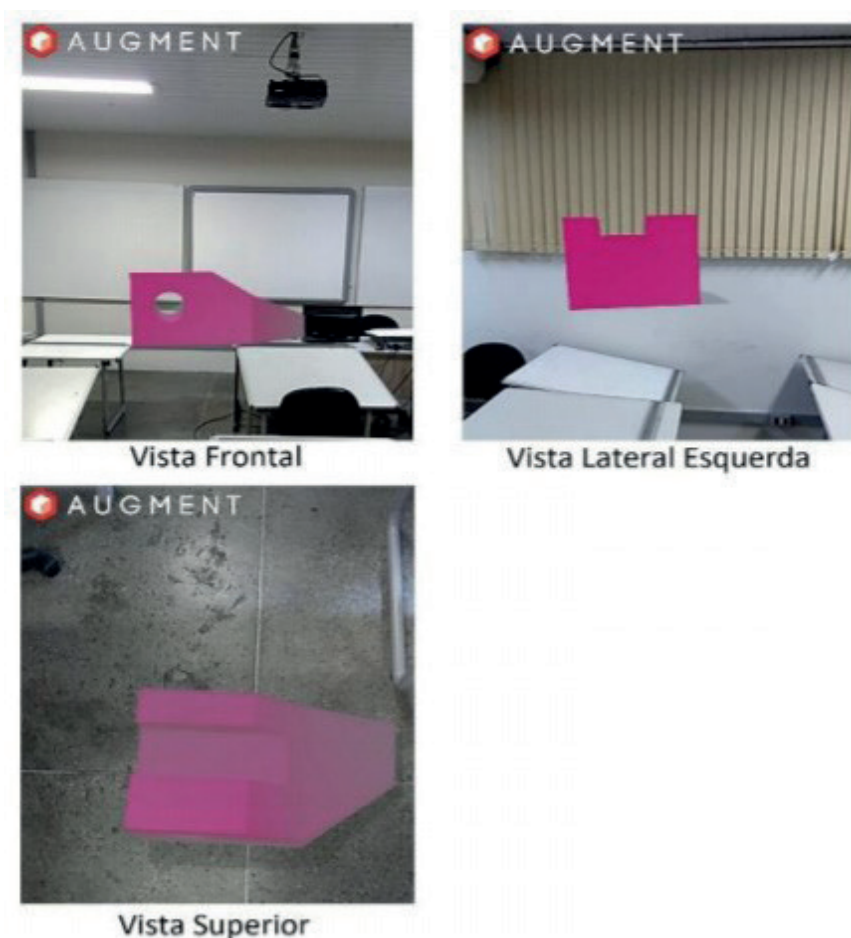 AUGMENT
AUGMENT
Vista Frontal
Vista Lateral Esquerda
AUGMENT
Vista Superior